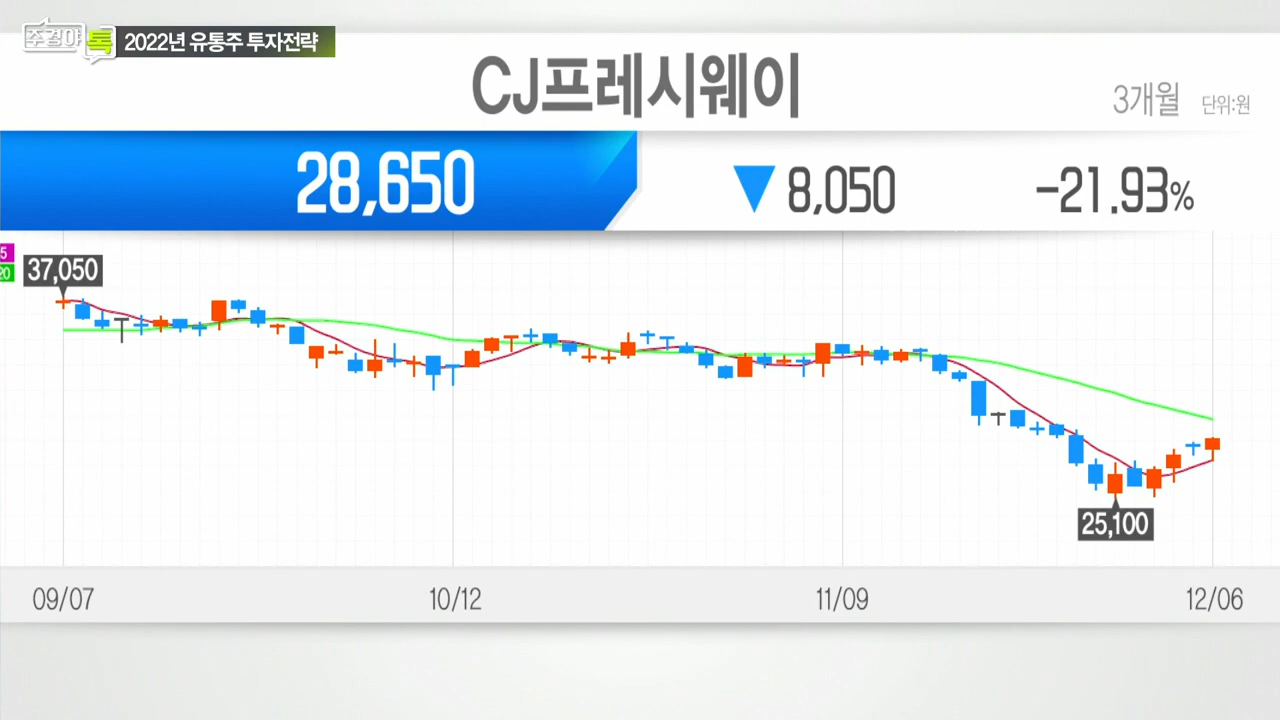 주경야톡 2022년 유통주 투자전략
CJ프레시웨이
3개월 단위:원
28,650 ▼ 8,050 -21.93%
5
20
37,050
25,100
09/07 10/12 11/09 12/06